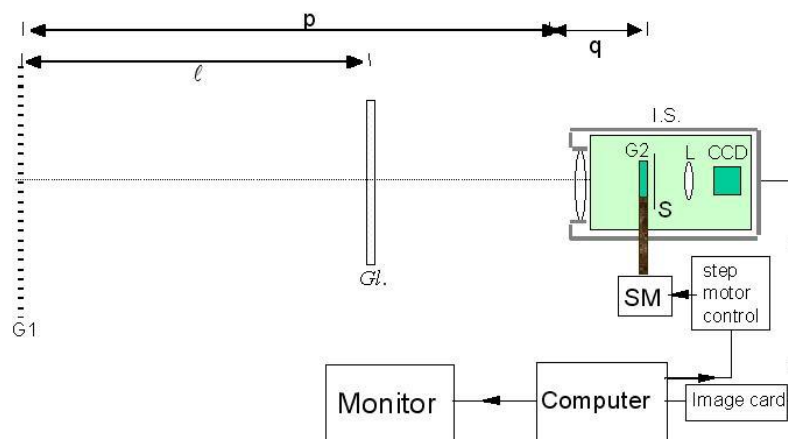 p
q
ℓ
I.S.
G2
L
CCD
S
Gl.
G1
SM
step
motor
control
Monitor
Computer
Image card